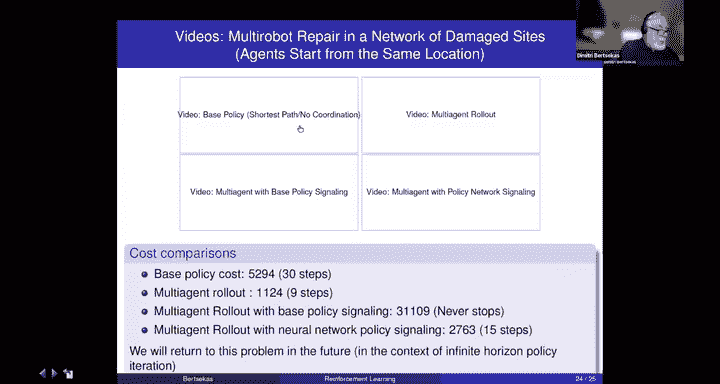 Videos: Multirobot Repair in a Network of Damaged Sites
(Agents Start from the Same Location)
Dimitri Bertsekas
dimitri bertsekas
Video: Base Policy (Shortest Path/No Coordination)
Video: Multiagent Rollout
Video: Multiagent with Base Policy Signaling
Video: Multiagent with Policy Network Signaling
Cost comparisons
Base policy cost: 5294 (30 steps)
Multiagent rollout : 1124 (9 steps)
Multiagent Rollout with base policy signaling: 31109 (Never stops)
Multiagent Rollout with neural network policy signaling: 2763 (15 steps)
We will return to this problem in the future (in the context of infinite horizon policy
iteration)
Bertsekas Reinforcement Learning 24 / 25